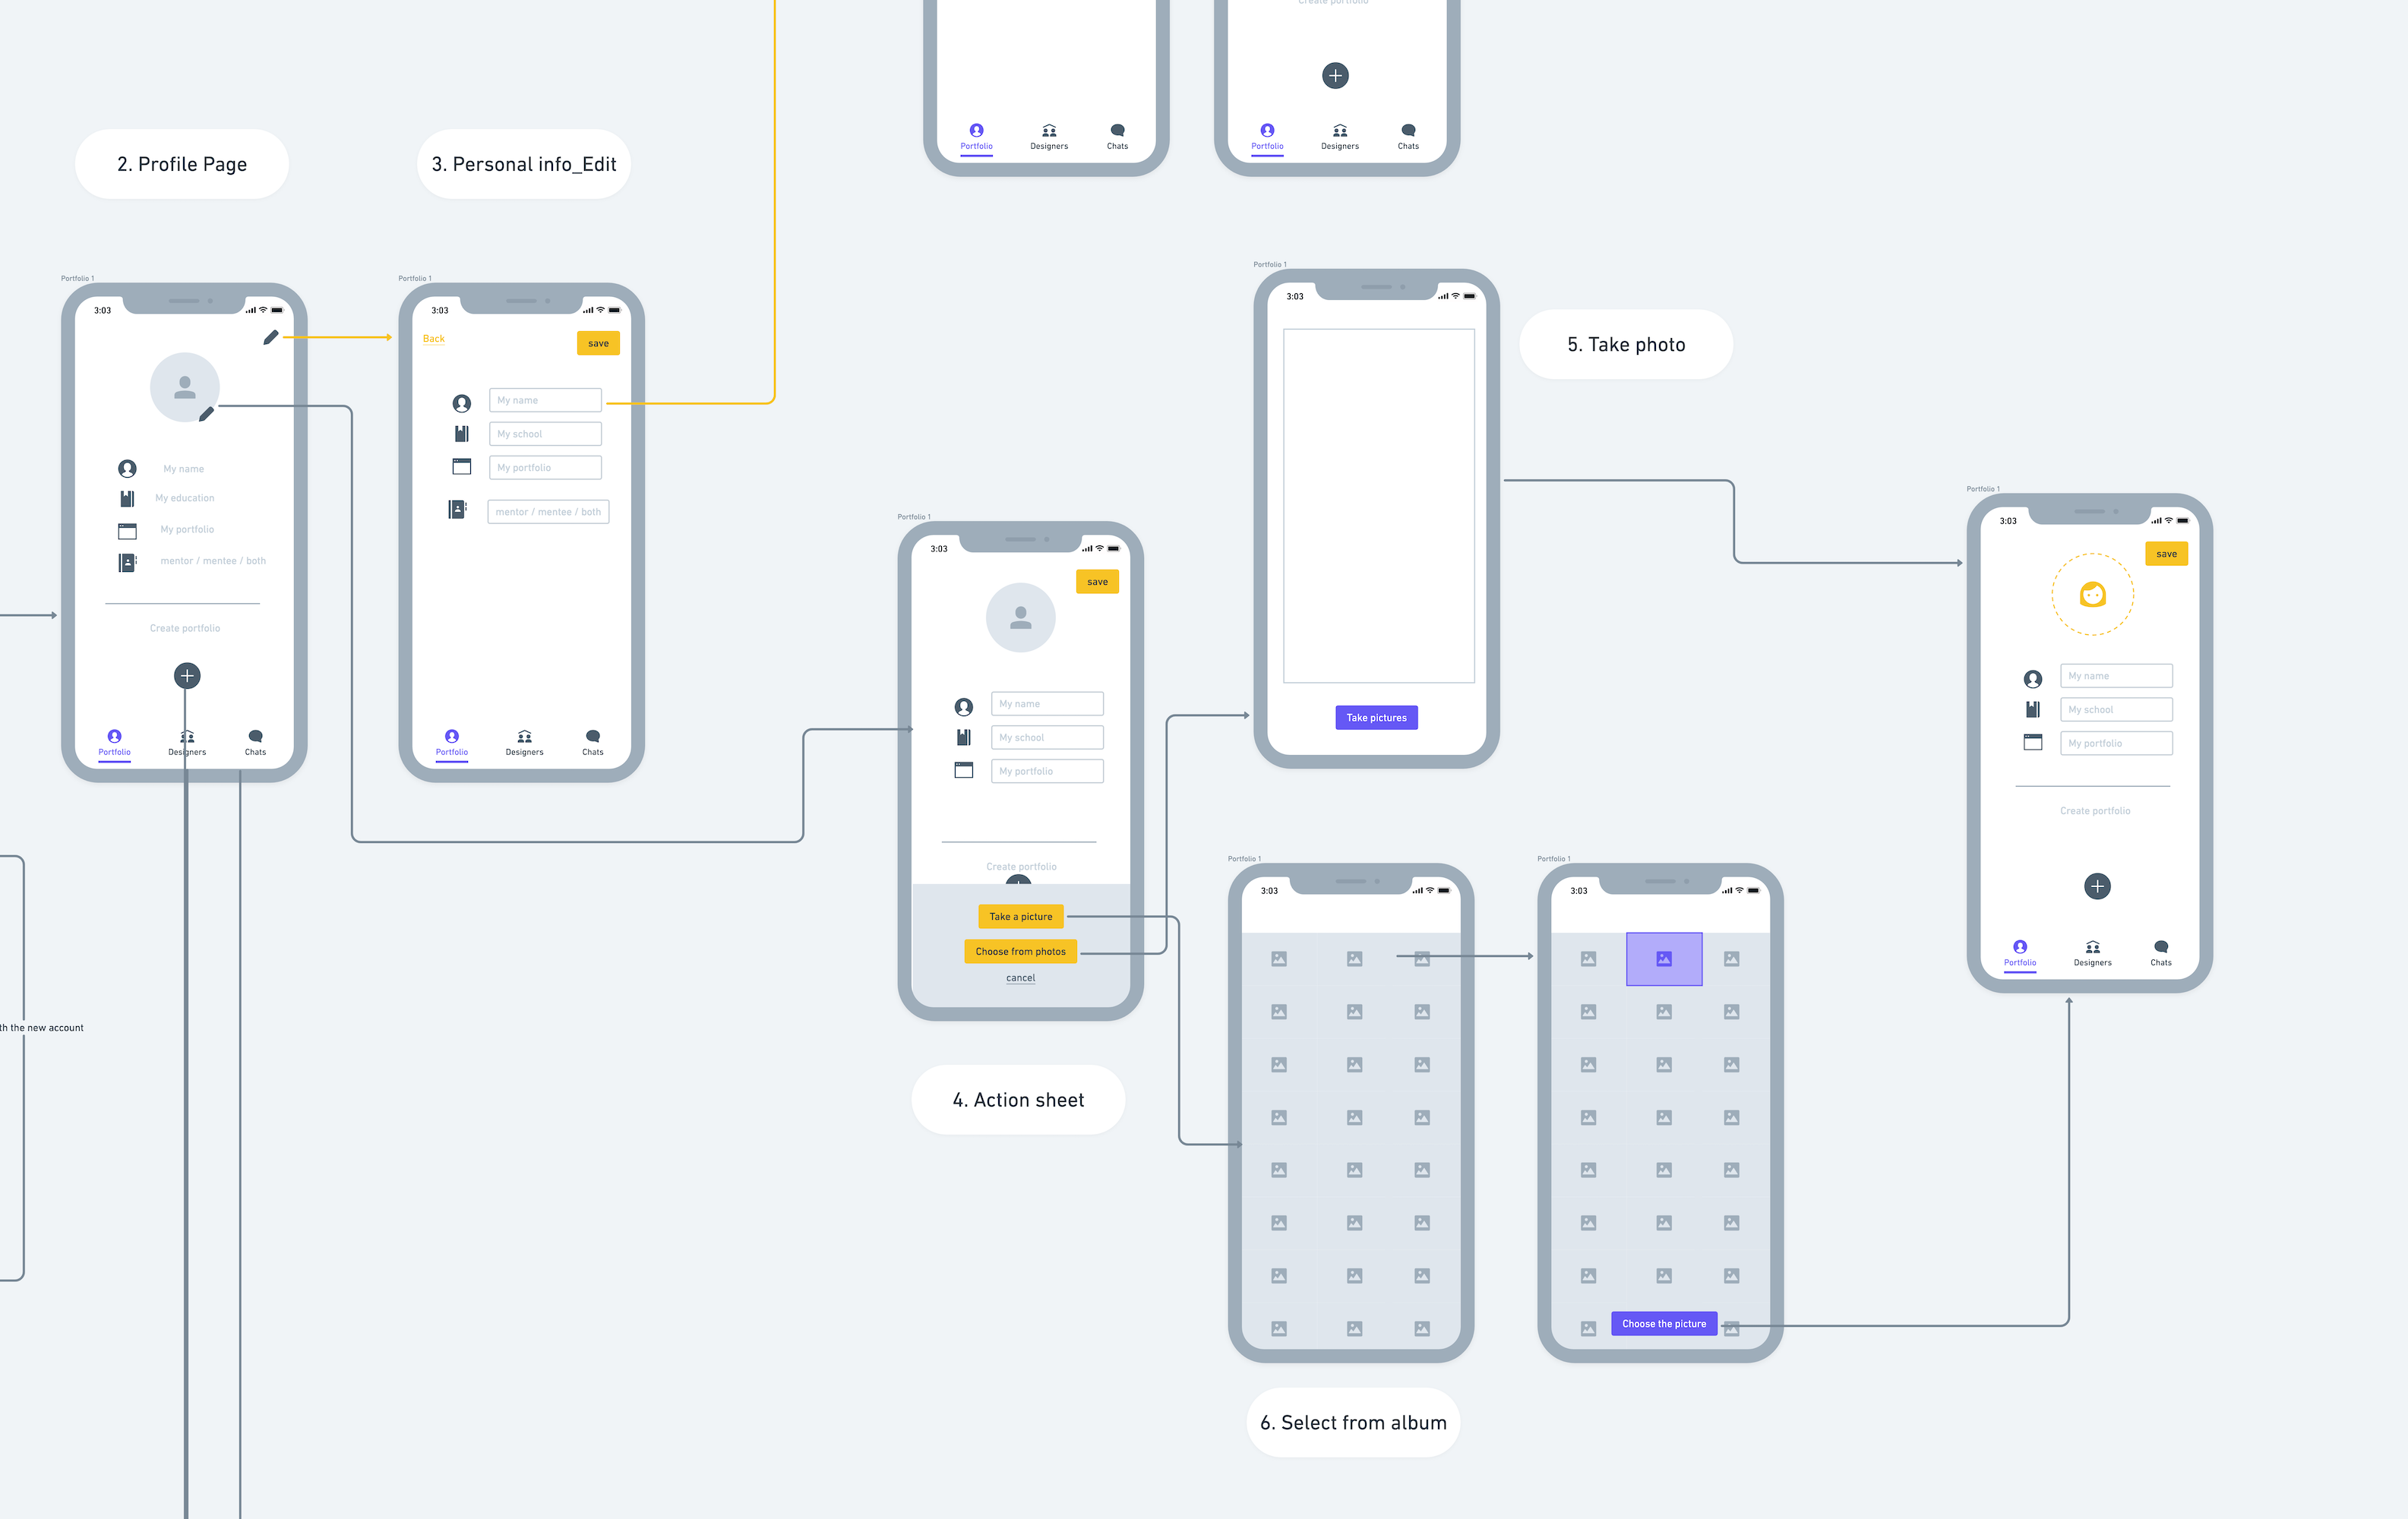 Create portfolio
Portfolio
Designers
Chats
Portfolio
Designers
Chats
2. Profile Page
3. Personal info_Edit
Portfolio 1
3:03
My name
My education
My portfolio
mentor / mentee / both
Create portfolio
Portfolio
Designers
Chats
Portfolio 1
3:03
Back
save
My name
My school
My portfolio
mentor / mentee / both
Portfolio
Designers
Chats
th the new account
Portfolio 1
3:03
save
My name
My school
My portfolio
Create portfolio
Take a picture
Choose from photos
cancel
4. Action sheet
Portfolio 1
3:03
Take pictures
5. Take photo
Portfolio 1
3:03
Portfolio 1
3:03
Choose the picture
6. Select from album
Portfolio 1
3:03
save
My name
My school
My portfolio
Create portfolio
Portfolio
Designers
Chats